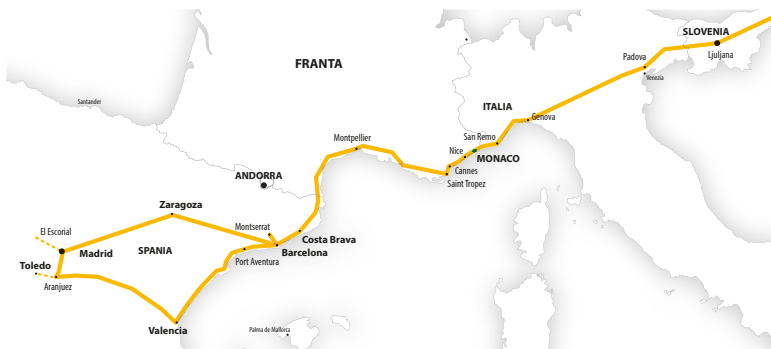 SLOVENIA
Ljuljana
Padova
Venezia
FRANTA
Santander
ITALIA
Genova
San Remo
Montpellier
Nice
MONACO
Cannes
Saint Tropez
ANDORRA
Zaragoza
Montserrat
El Escorial
Costa Brava
Madrid
SPANIA
Barcelona
Toledo
Port Aventura
Aranjuez
Valencia
Palma de Mallorca